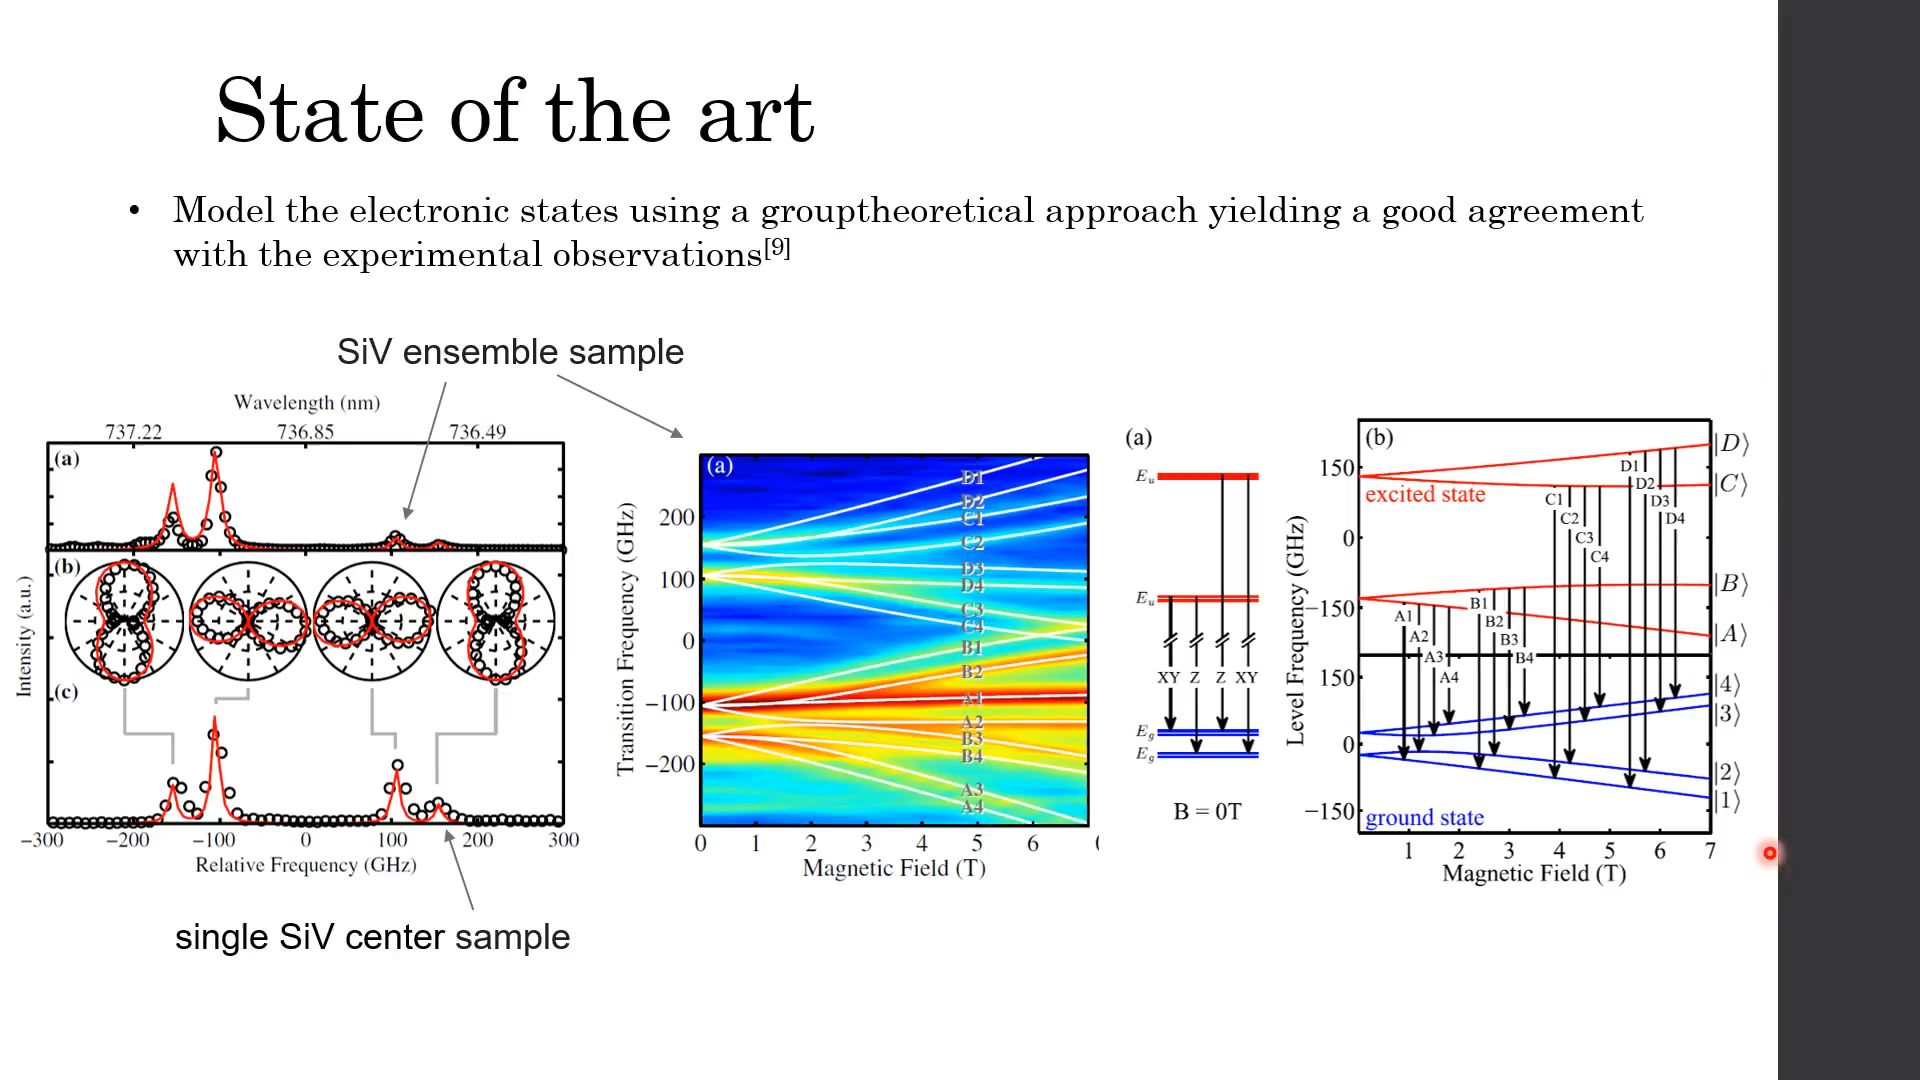 State of the art
• Model the electronic states using a grouptheoretical approach yielding a good agreement
with the experimental observations[9]
SiV ensemble sample
Wavelength (nm)
737.22 736.85 736.49
(a)
(b)
(c)
Intensity (a.u.)
−300 −200 −100 0 100 200 300
Relative Frequency (GHz)
single SiV center sample
(a)
Transition Frequency (GHz)
200
100
0
−100
−200
D1
D2
C1
C2
D3
D4
C3
C4
B1
B2
A1
A2
B3
B4
A3
A4
0 1 2 3 4 5 6
Magnetic Field (T)
(a)
Eu
Eu
XY Z Z XY
Eg
Eg
B = 0T
(b)
Level Frequency (GHz)
150
0
−150
150
0
−150
excited state
ground state
A1
A2
A3
A4
B1
B2
B3
B4
C1
C2
C3
C4
D1
D2
D3
D4
|D⟩
|C⟩
|B⟩
|A⟩
|4⟩
|3⟩
|2⟩
|1⟩
1 2 3 4 5 6 7
Magnetic Field (T)